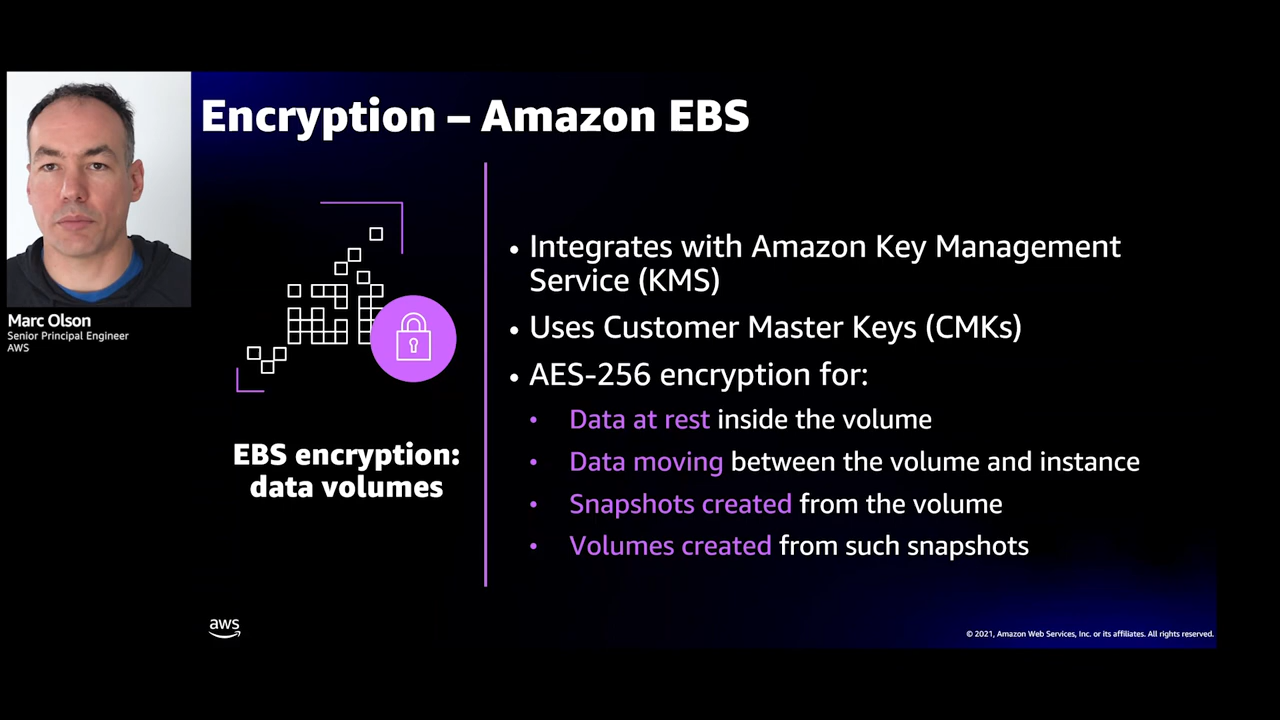 Encryption – Amazon EBS
Marc Olson
Senior Principal Engineer
AWS
EBS encryption:
data volumes
• Integrates with Amazon Key Management
Service (KMS)
• Uses Customer Master Keys (CMKs)
• AES-256 encryption for:
• Data at rest inside the volume
• Data moving between the volume and instance
• Snapshots created from the volume
• Volumes created from such snapshots
aws
© 2021, Amazon Web Services, Inc. or its affiliates. All rights reserved.